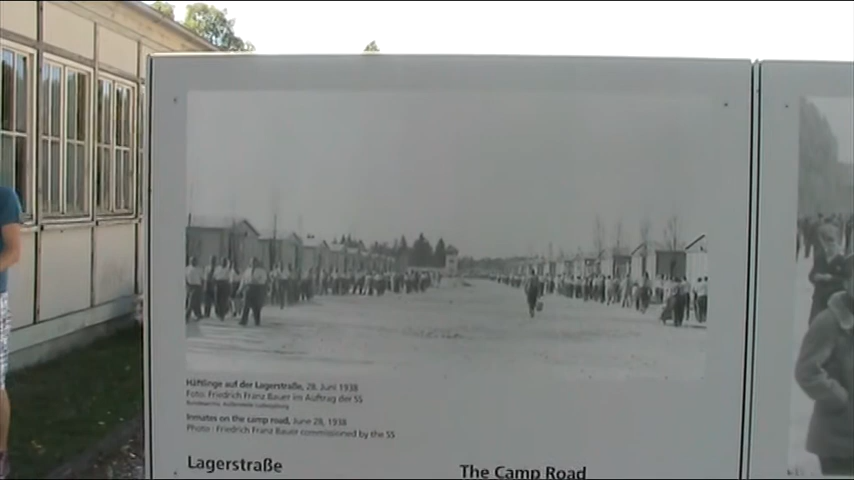 Häftlinge auf der Lagerstraße, 28. Juni 1938
Foto: Friedrich Franz Bauer im Auftrag der SS
Inmates on the camp road, June 28, 1938
Photo: Friedrich Franz Bauer commissioned by the SS
Lagerstraße
The Camp Road